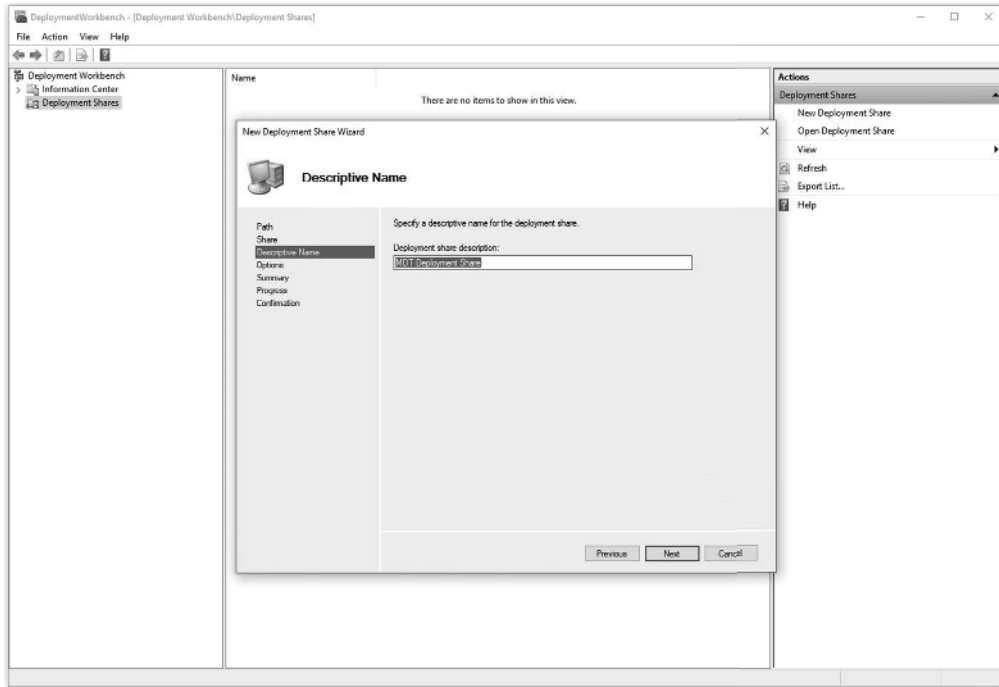 DeploymentWorkbench - [Deployment Workbench\Deployment Shares]
File Action View Help
Deployment Workbench
Information Center
Deployment Shares
Name
There are no items to show in this view.
New Deployment Share Wizard
Descriptive Name
Path
Share
Descriptive Name
Options
Summary
Progress
Confirmation
Specify a descriptive name for the deployment share.
Deployment share description:
MDT Deployment Share
Previous Next Cancel
Actions
Deployment Shares
New Deployment Share
Open Deployment Share
View
Refresh
Export List...
Help